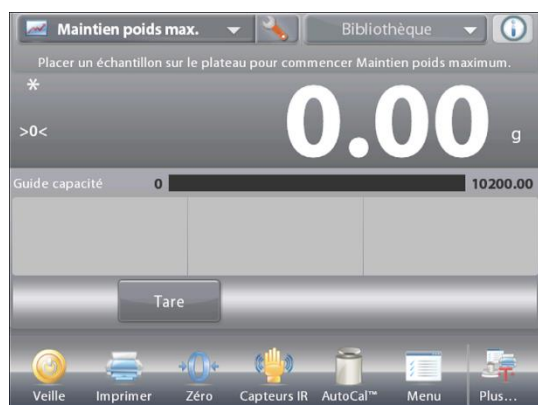 Maintien poids max. Bibliothèque i
Placer un échantillon sur le plateau pour commencer Maintien poids maximum.
*
>0< 0.00 g
Guide capacité 0 10200.00
Tare
→0← 
Veille Imprimer Zéro Capteurs IR AutoCal™ Menu Plus...